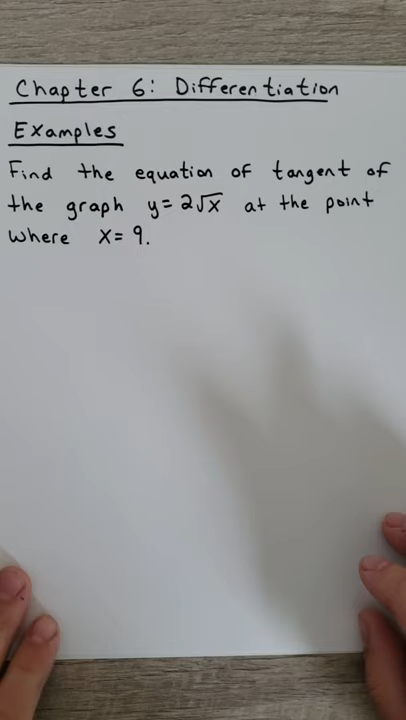 Chapter 6: Differentiation
Examples
Find the equation of tangent of
the graph y = 2√x at the point
where x = 9.